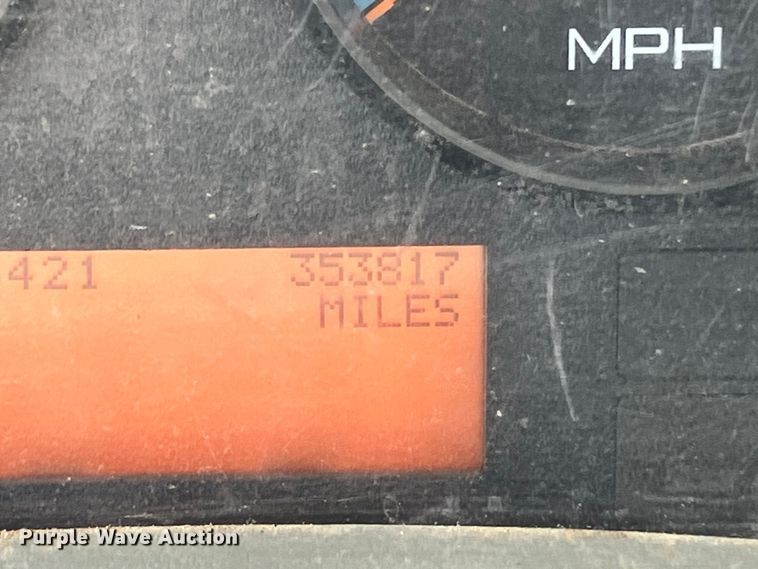 MPH
421 353817
MILES
Purple Wave Auction